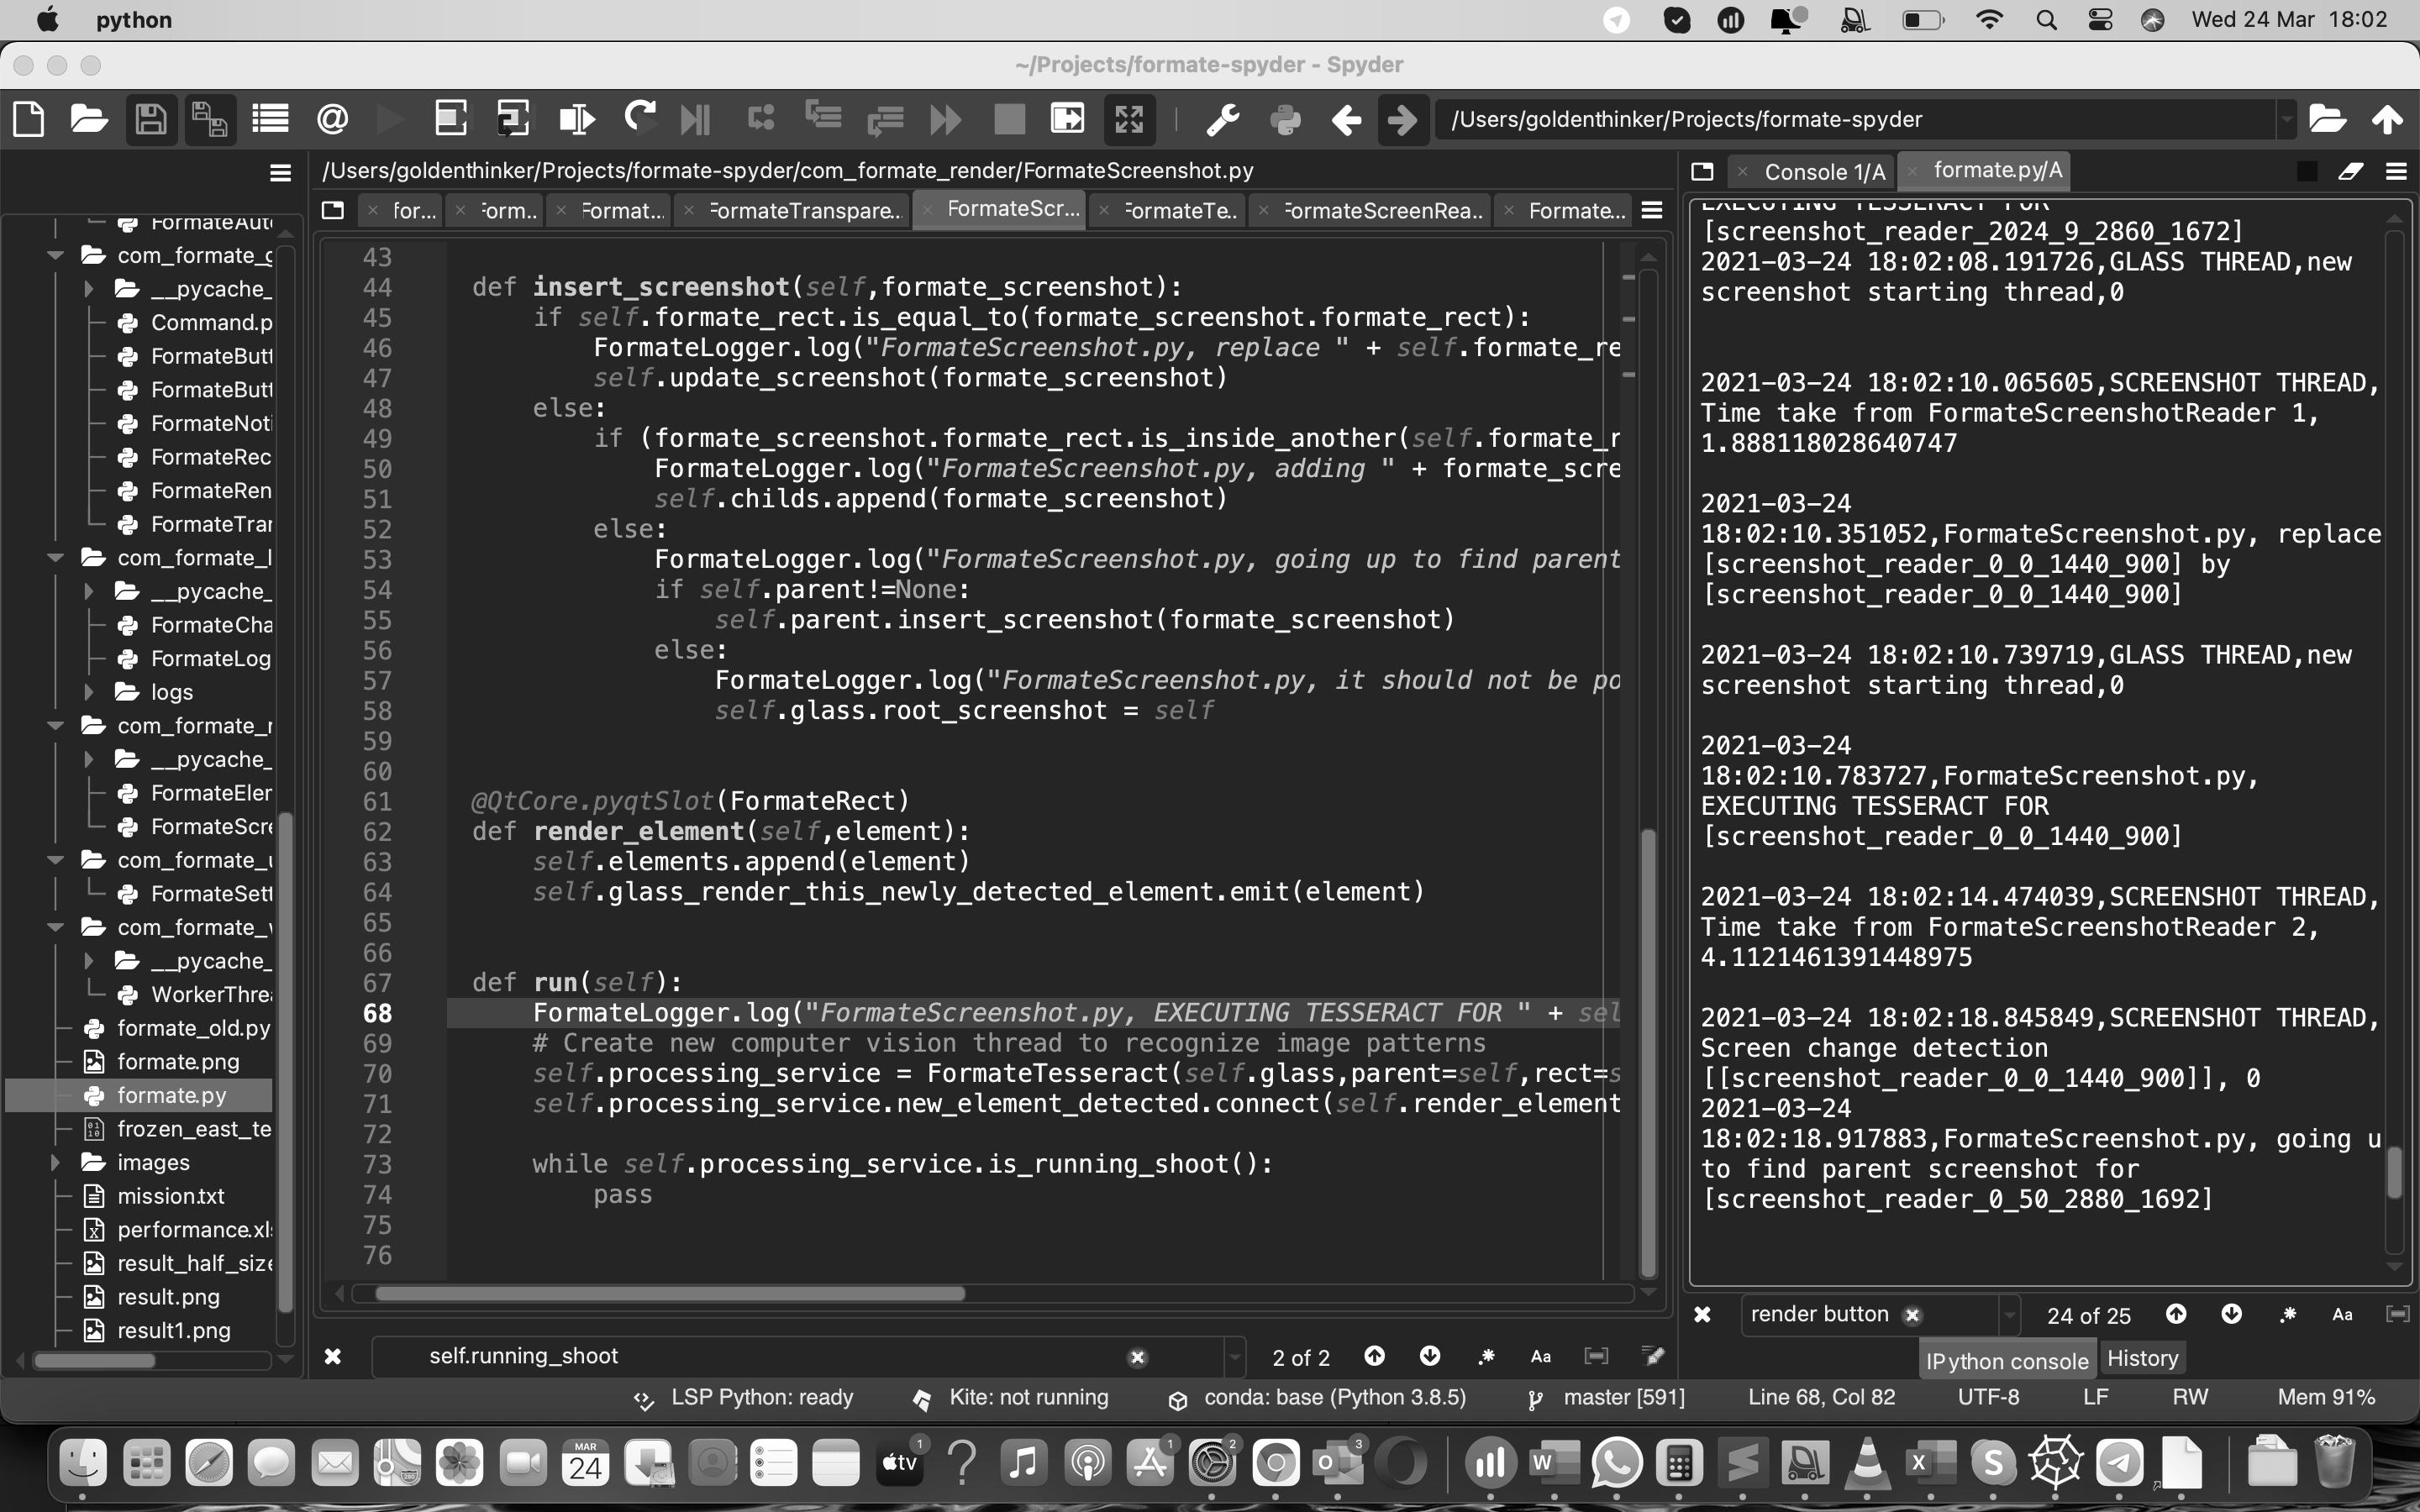 python
Wed 24 Mar 18:02
~/Projects/formate-spyder - Spyder
/Users/goldenthinker/Projects/formate-spyder
/Users/goldenthinker/Projects/formate-spyder/com_formate_render/FormateScreenshot.py
Console 1/A
formate.py/A
for...
Form...
Format...
FormateTranspare...
FormateScr...
FormateTe..
FormateScreenRea..
Formate...
FormateAut
com_formate_g
__pycache_
Command.p
FormateButt
FormateButt
FormateNoti
FormateRec
FormateRen
FormateTrar
com_formate_l
__pycache_
FormateCha
FormateLog
logs
com_formate_r
__pycache_
FormateElem
FormateScre
com_formate_u
FormateSett
com_formate_w
__pycache_
WorkerThrea
formate_old.py
formate.png
formate.py
frozen_east_te
images
mission.txt
performance.xls
result_half_size
result.png
result1.png
43
44 def insert_screenshot(self,formate_screenshot):
45 if self.formate_rect.is_equal_to(formate_screenshot.formate_rect):
46 FormateLogger.log("FormateScreenshot.py, replace " + self.formate_re
47 self.update_screenshot(formate_screenshot)
48 else:
49 if (formate_screenshot.formate_rect.is_inside_another(self.formate_r
50 FormateLogger.log("FormateScreenshot.py, adding " + formate_scre
51 self.childs.append(formate_screenshot)
52 else:
53 FormateLogger.log("FormateScreenshot.py, going up to find parent
54 if self.parent!=None:
55 self.parent.insert_screenshot(formate_screenshot)
56 else:
57 FormateLogger.log("FormateScreenshot.py, it should not be po
58 self.glass.root_screenshot = self
59
60
61 @QtCore.pyqtSlot(FormateRect)
62 def render_element(self,element):
63 self.elements.append(element)
64 self.glass_render_this_newly_detected_element.emit(element)
65
66
67 def run(self):
68 FormateLogger.log("FormateScreenshot.py, EXECUTING TESSERACT FOR " + sel
69 # Create new computer vision thread to recognize image patterns
70 self.processing_service = FormateTesseract(self.glass,parent=self,rect=s
71 self.processing_service.new_element_detected.connect(self.render_element
72
73 while self.processing_service.is_running_shoot():
74 pass
75
76
EXECUTING TESSERACT FOR
[screenshot_reader_2024_9_2860_1672]
2021-03-24 18:02:08.191726,GLASS THREAD,new
screenshot starting thread,0
2021-03-24 18:02:10.065605,SCREENSHOT THREAD,
Time take from FormateScreenshotReader 1,
1.888118028640747
2021-03-24
18:02:10.351052,FormateScreenshot.py, replace
[screenshot_reader_0_0_1440_900] by
[screenshot_reader_0_0_1440_900]
2021-03-24 18:02:10.739719,GLASS THREAD,new
screenshot starting thread,0
2021-03-24
18:02:10.783727,FormateScreenshot.py,
EXECUTING TESSERACT FOR
[screenshot_reader_0_0_1440_900]
2021-03-24 18:02:14.474039,SCREENSHOT THREAD,
Time take from FormateScreenshotReader 2,
4.1121461391448975
2021-03-24 18:02:18.845849,SCREENSHOT THREAD,
Screen change detection
[[screenshot_reader_0_0_1440_900]], 0
2021-03-24
18:02:18.917883,FormateScreenshot.py, going u
to find parent screenshot for
[screenshot_reader_0_50_2880_1692]
render button
24 of 25
Aa
self.running_shoot
2 of 2
Aa
IPython console
History
LSP Python: ready
Kite: not running
conda: base (Python 3.8.5)
master [591]
Line 68, Col 82
UTF-8
LF
RW
Mem 91%
MAR
24
280
tv
1
1
2
3
O
W
X
S